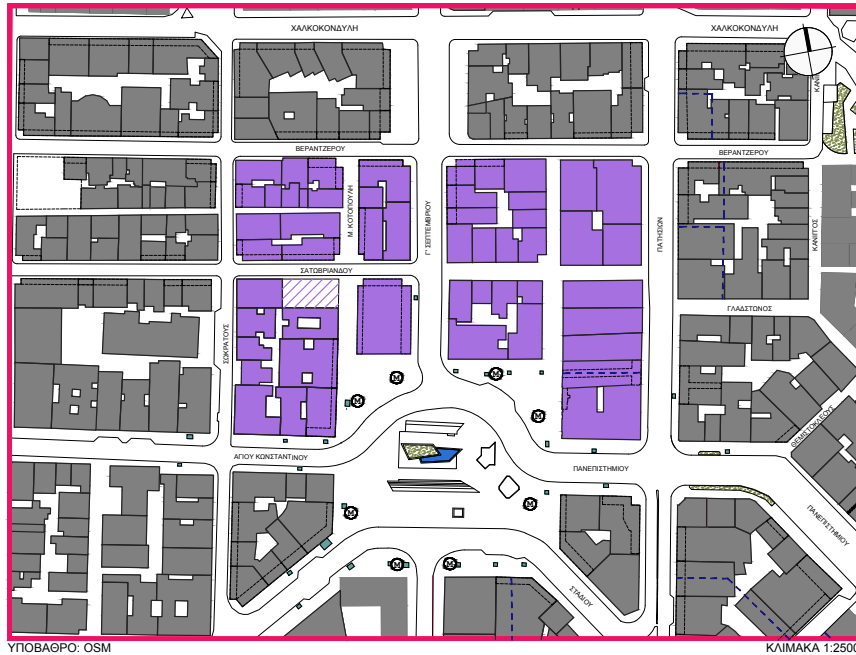 ΧΑΛΚΟΚΟΝΔΥΛΗ
ΧΑΛΚΟΚΟΝΔΥΛΗ
ΒΕΡΑΝΤΖΕΡΟΥ
ΒΕΡΑΝΤΖΕΡΟΥ
Μ. ΚΟΤΟΠΟΥΛΗ
Γ' ΣΕΠΤΕΜΒΡΙΟΥ
ΠΑΤΗΣΙΩΝ
ΚΑΝΙΓΓΟΣ
ΣΑΤΩΒΡΙΑΝΔΟΥ
ΓΛΑΔΣΤΩΝΟΣ
ΣΩΚΡΑΤΟΥΣ
M
M
M
M
ΘΕΜΙΣΤΟΚΛΕΟΥΣ
ΑΓΙΟΥ ΚΩΝΣΤΑΝΤΙΝΟΥ
ΠΑΝΕΠΙΣΤΗΜΙΟΥ
M
M
ΠΑΝΕΠΙΣΤΗΜΙΟΥ
M
M
ΣΤΑΔΙΟΥ
ΥΠΟΒΑΘΡΟ: OSM
ΚΛΙΜΑΚΑ 1:2500